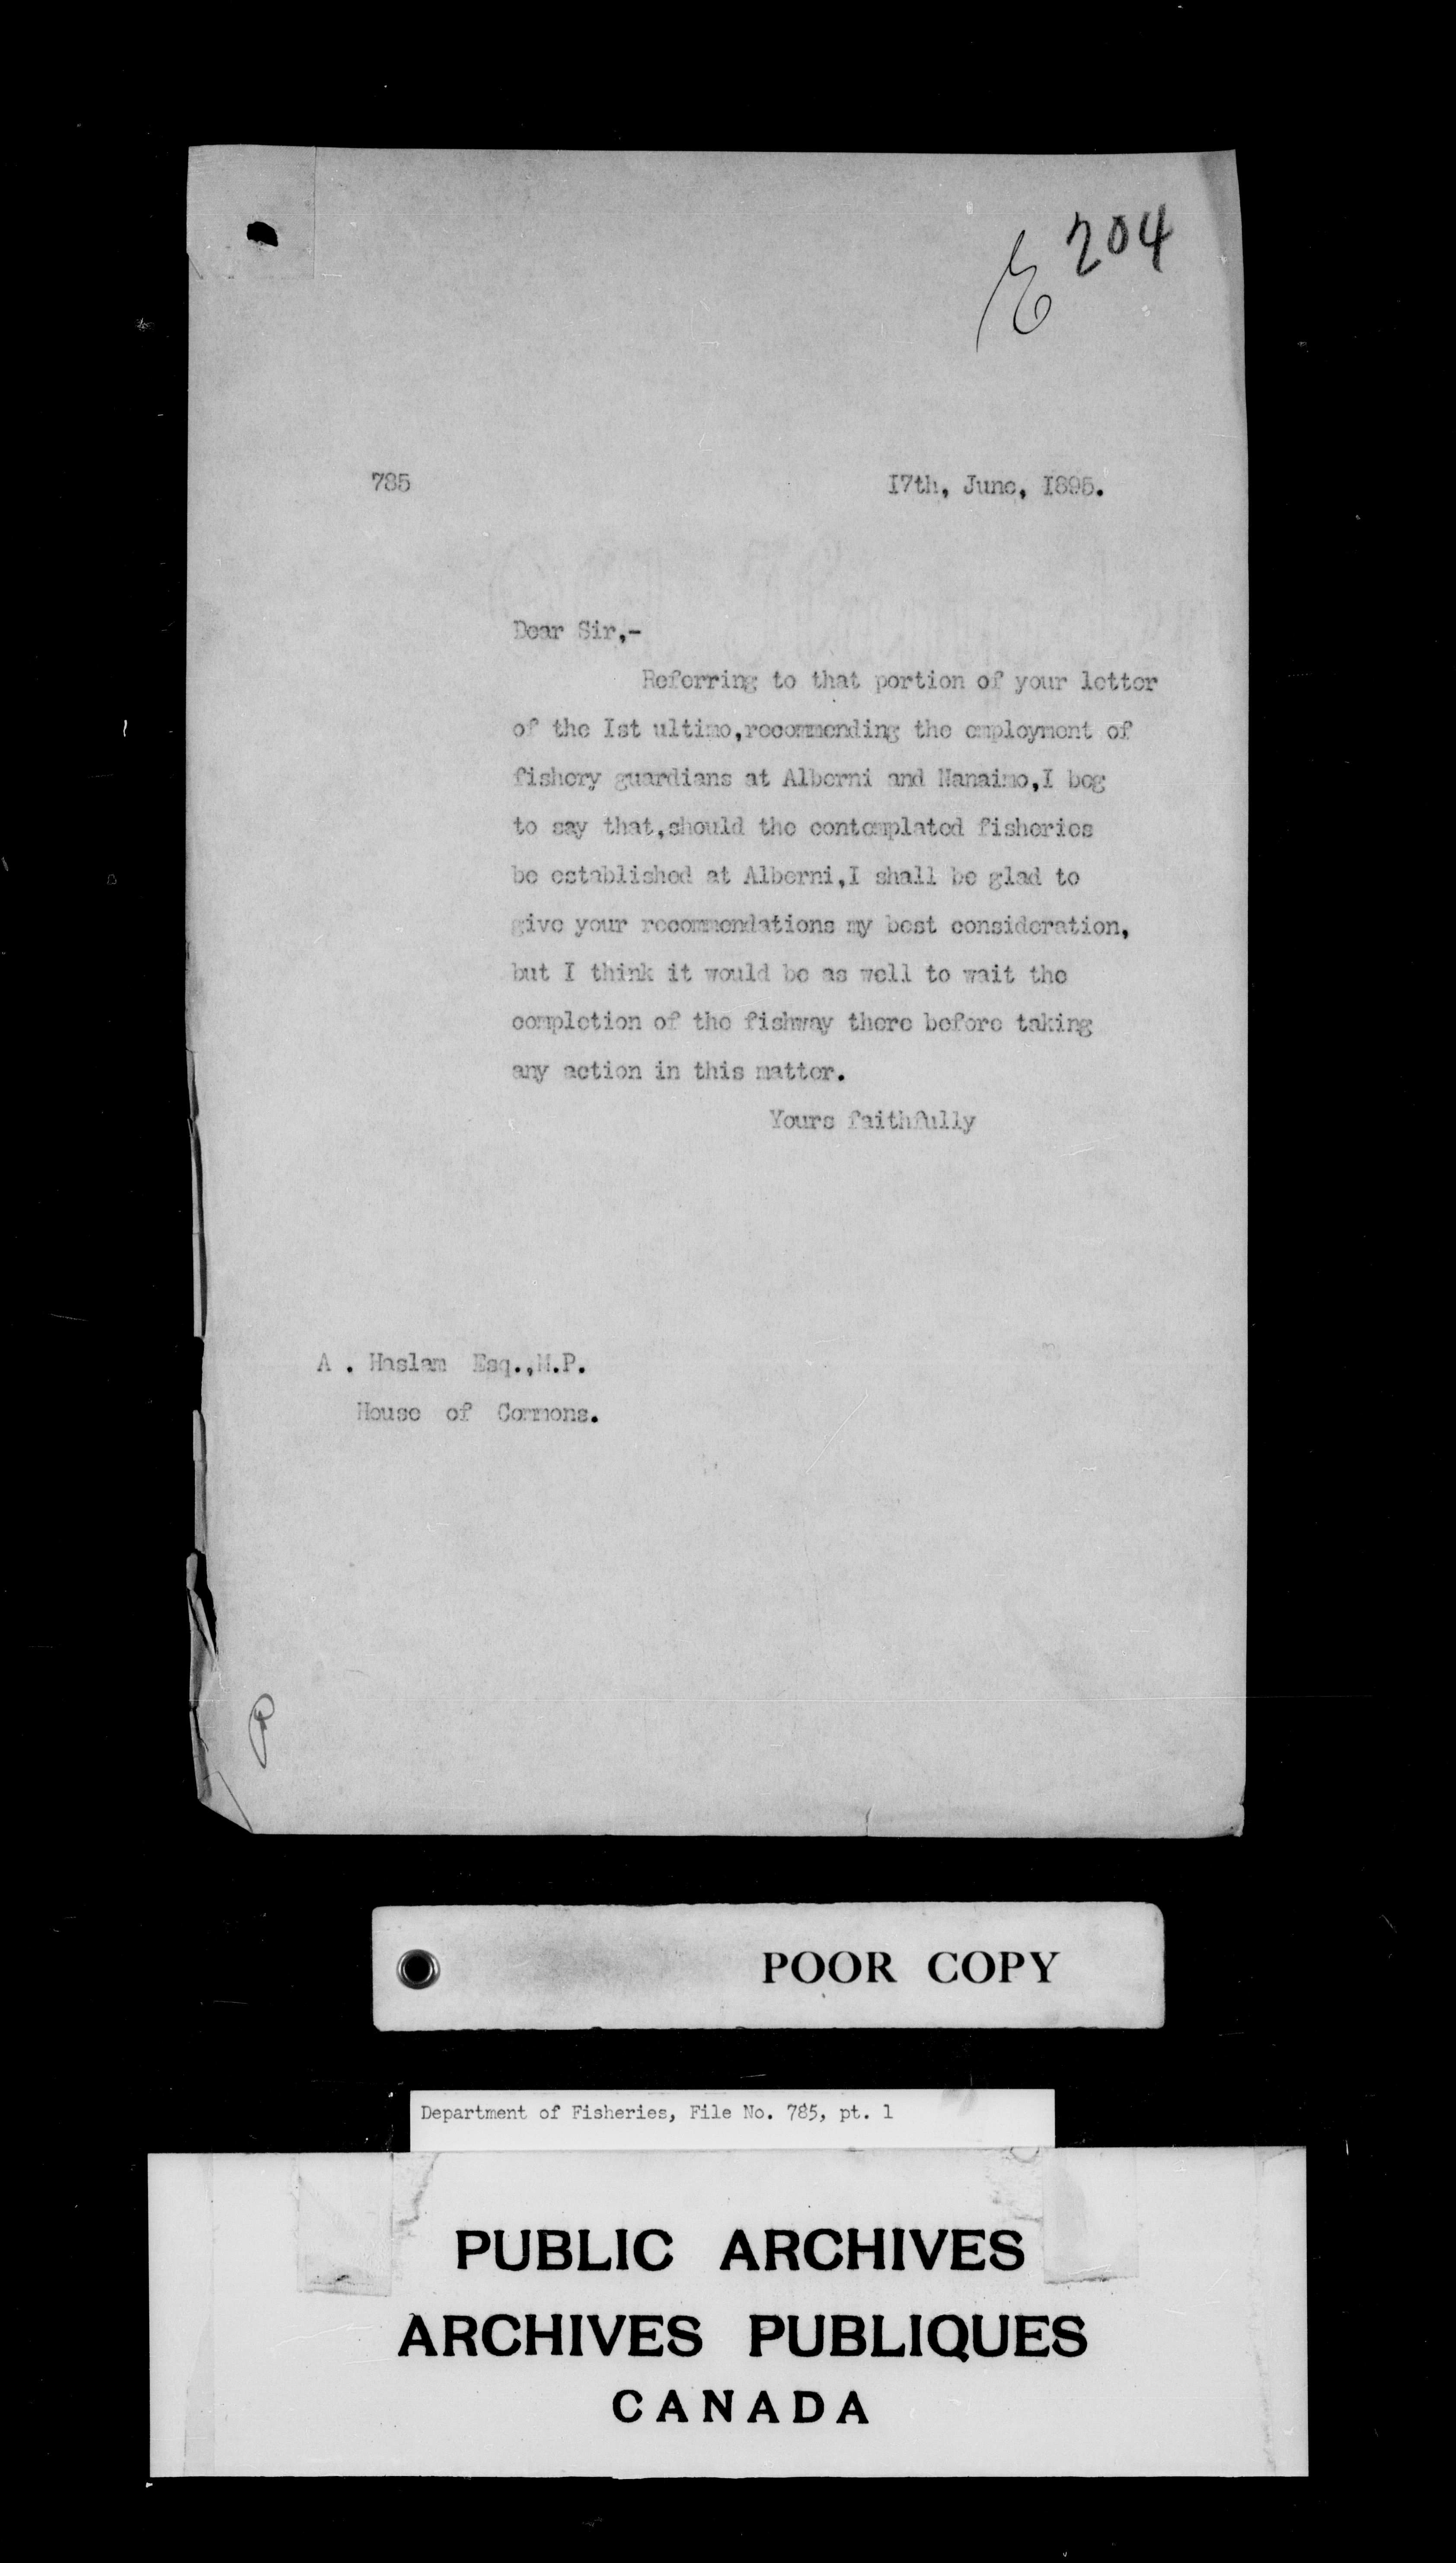 204
E
785 I7th, June, I895.
Dear Sir,-
Referring to that portion of your letter
of the Ist ultimo,recommending the employment of
fishery guardians at Alberni and Nanaimo,I beg
to say that,should the contemplated fisheries
be established at Alberni,I shall be glad to
give your recommendations my best consideration,
but I think it would be as well to wait the
completion of the fishway there before taking
any action in this matter.
Yours faithfully
A . Haslam Esq.,M.P.
House of Commons.
POOR COPY
Department of Fisheries, File No. 785, pt. 1
PUBLIC ARCHIVES
ARCHIVES PUBLIQUES
CANADA